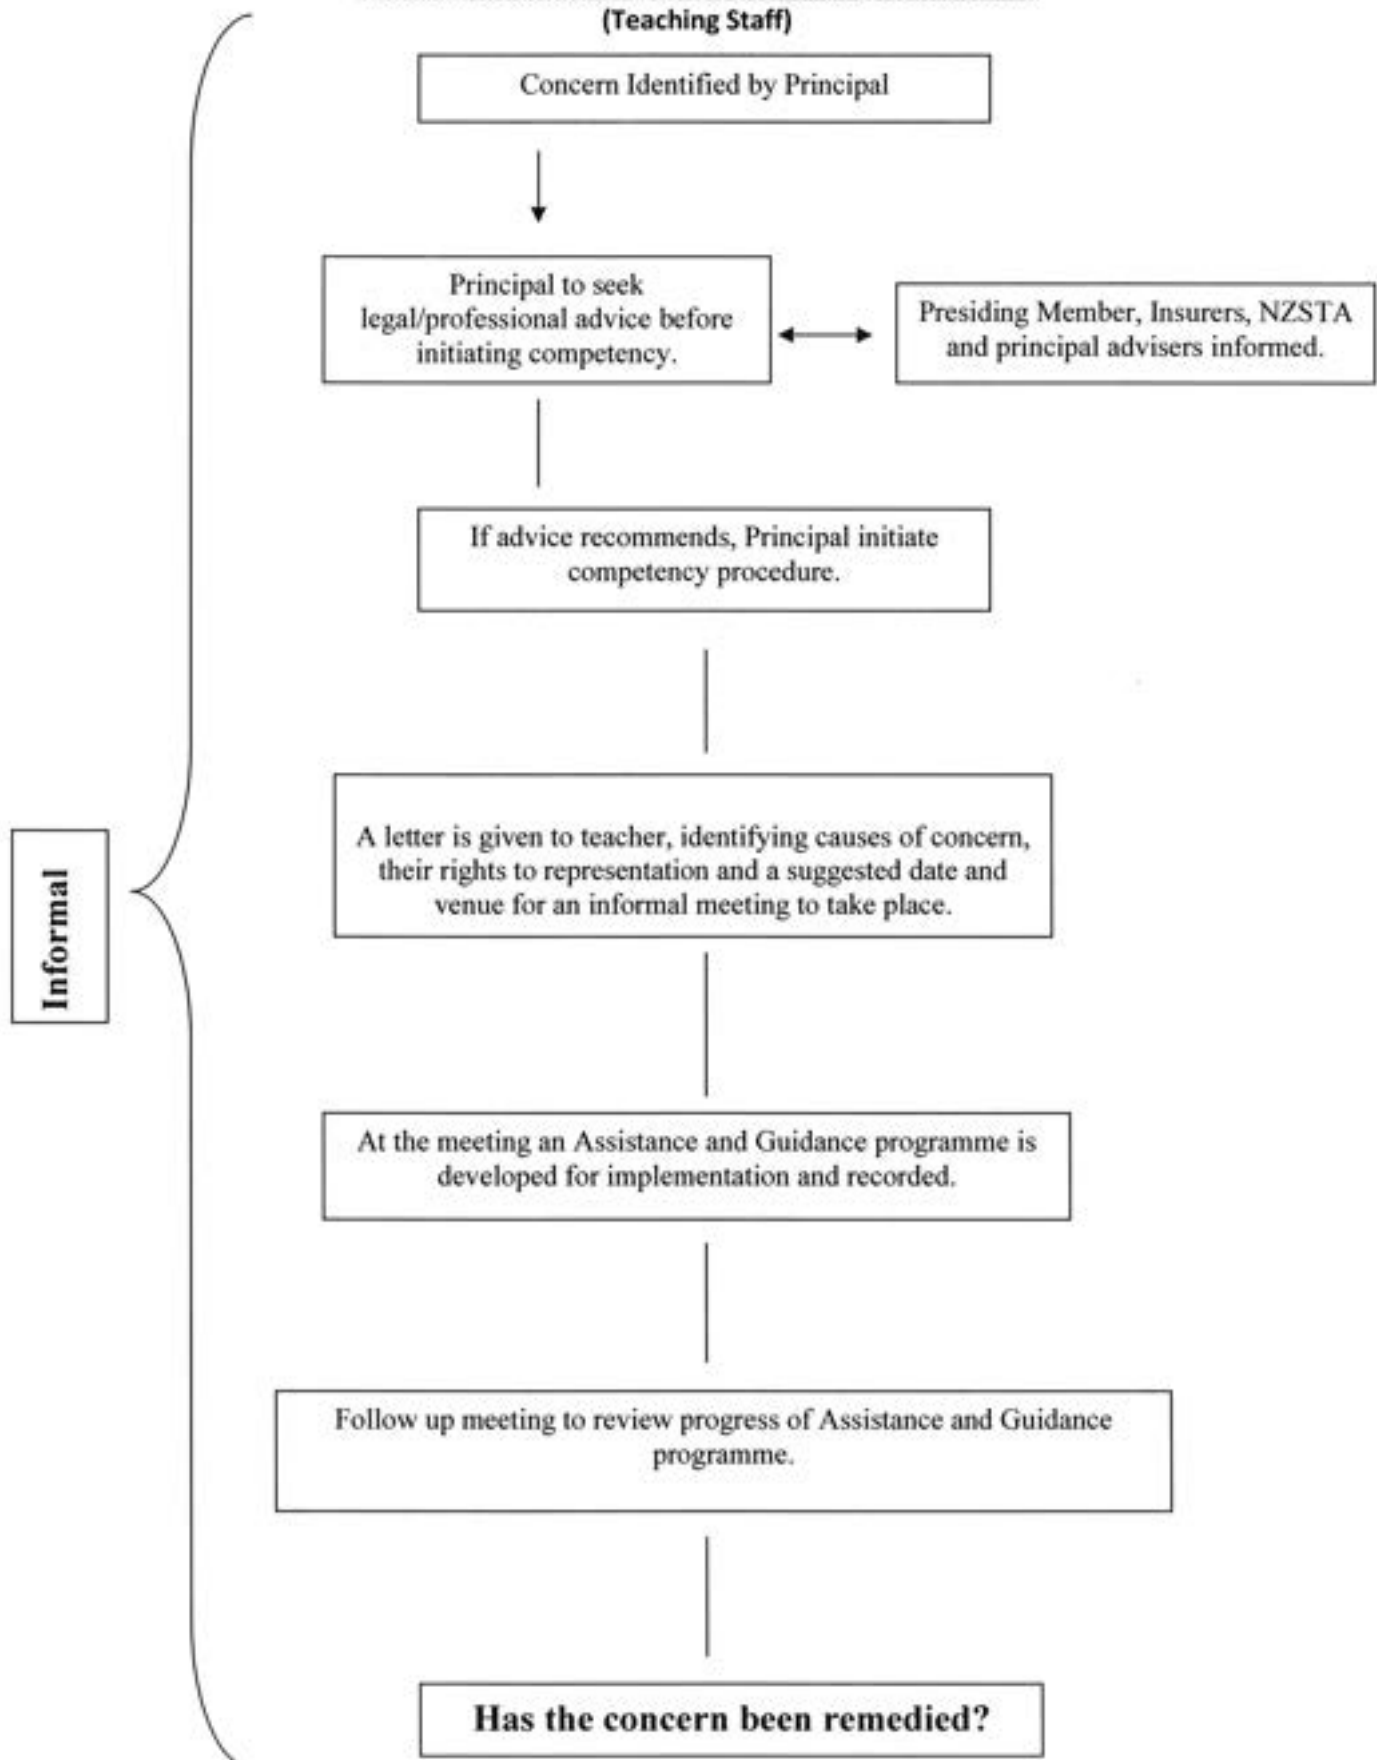 (Teaching Staff)
Concern Identified by Principal
Principal to seek
legal/professional advice before
initiating competency.
Presiding Member, Insurers, NZSTA
and principal advisers informed.
If advice recommends, Principal initiate
competency procedure.
A letter is given to teacher, identifying causes of concern,
their rights to representation and a suggested date and
venue for an informal meeting to take place.
Informal
At the meeting an Assistance and Guidance programme is
developed for implementation and recorded.
Follow up meeting to review progress of Assistance and Guidance
programme.
Has the concern been remedied?